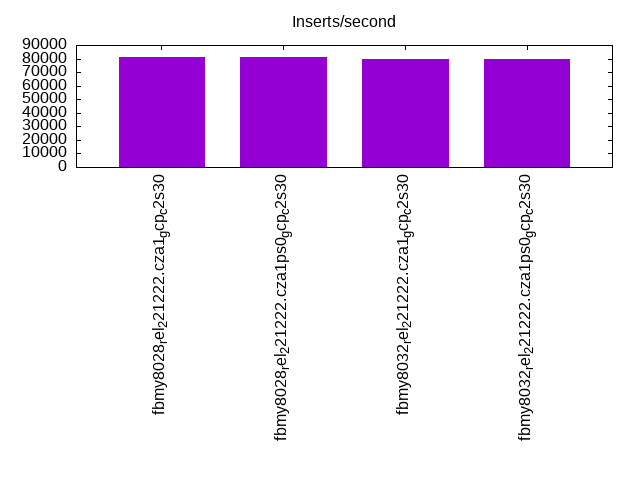 Inserts/second
90000
80000
70000
60000
50000
40000
30000
20000
10000
0
fbmy8028rel221222.cza1gcpc2s30
fbmy8028rel221222.cza1ps0gcpc2s30
fbmy8032rel221222.cza1gcpc2s30
fbmy8032rel221222.cza1ps0gcpc2s30